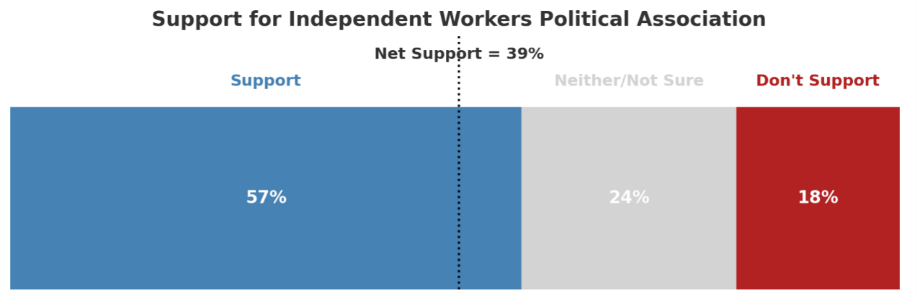 Support for Independent Workers Political Association
Net Support = 39%
Support Neither/Not Sure Don't Support
57% 24% 18%